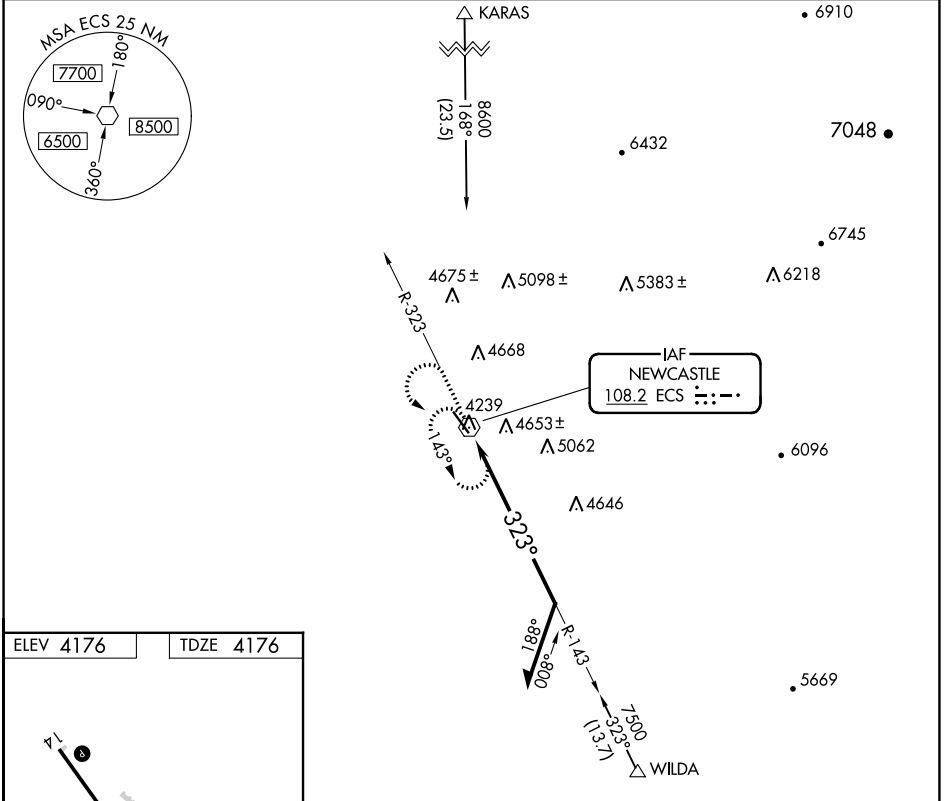 MSA ECS 25 NM
180°
7700
090°
8500
6500
360°
KARAS
8600
168°
(23.5)
6910
6432
7048
6745
4675 ±
5098 ±
5383 ±
6218
R-323
4668
IAF
NEWCASTLE
108.2 ECS
4239
4653 ±
5062
6096
143°
4646
323°
188°
008°
R-143
5669
7500
323°
(13.7)
WILDA
ELEV 4176
TDZE 4176
14
P